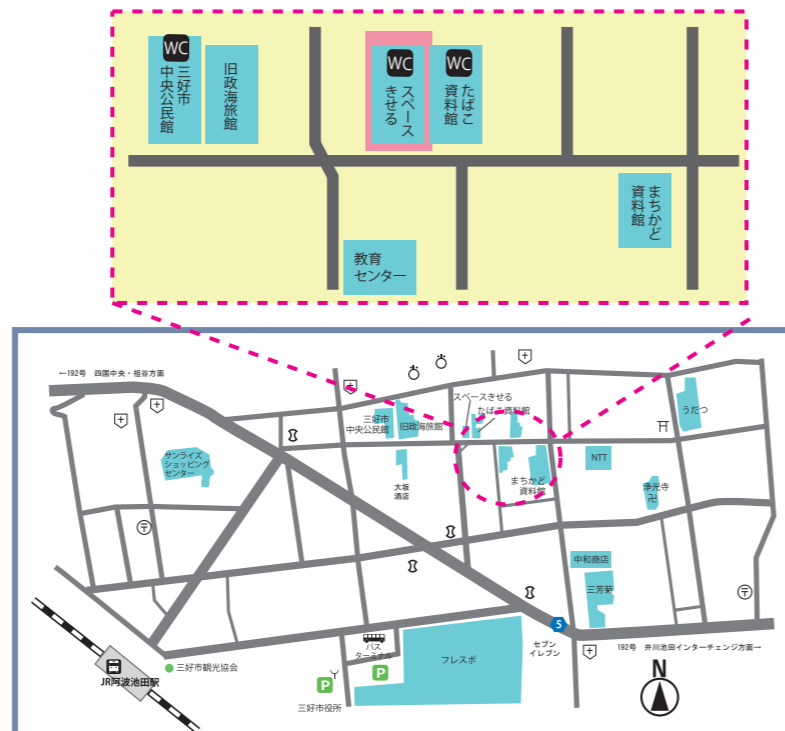 WC
三好市
中央公民館
旧政海旅館
WC
スペース
きせる
WC
たばこ
資料館
まちかど
資料館
教育
センター
←192号　四国中央・祖谷方面
スペースきせる
たばこ資料館
三好市
中央公民館
旧政海旅館
うだつ
サンライズ
ショッピング
センター
大坂
酒店
まちかど
資料館
NTT
浄光寺
卍
中和商店
三芳菊
5
セブン
イレブン
192号　井川池田インターチェンジ方面→
バス
ターミナル
フレスポ
P
P
三好市役所
三好市観光協会
JR阿波池田駅
N